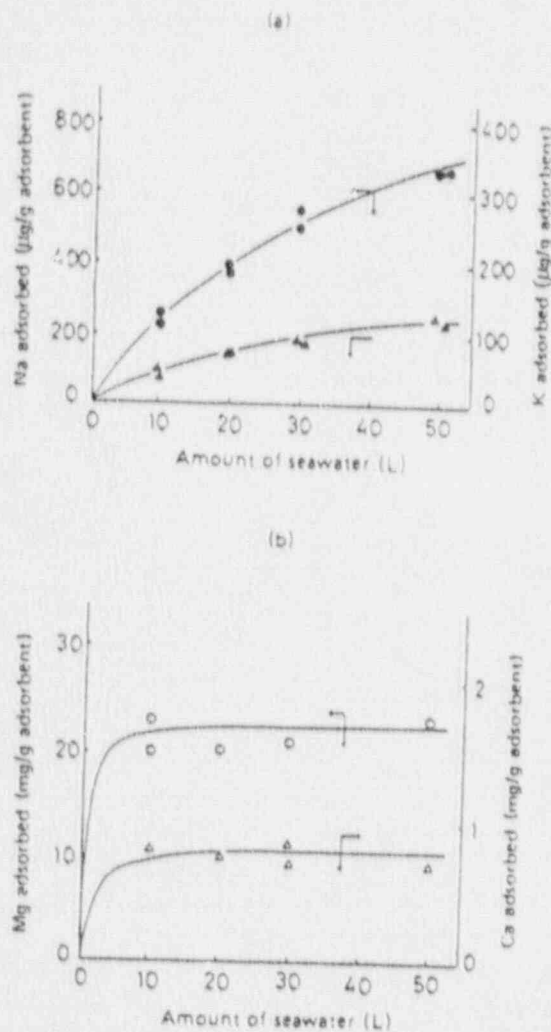 (a)
Na adsorbed (μg/g adsorbent)
800
600
400
200
0
K adsorbed (μg/g adsorbent)
400
300
200
100
0
0 10 20 30 40 50
Amount of seawater (L)
(b)
Mg adsorbed (mg/g adsorbent)
30
20
10
0
Ca adsorbed (mg/g adsorbent)
2
1
0
0 10 20 30 40 50
Amount of seawater (L)